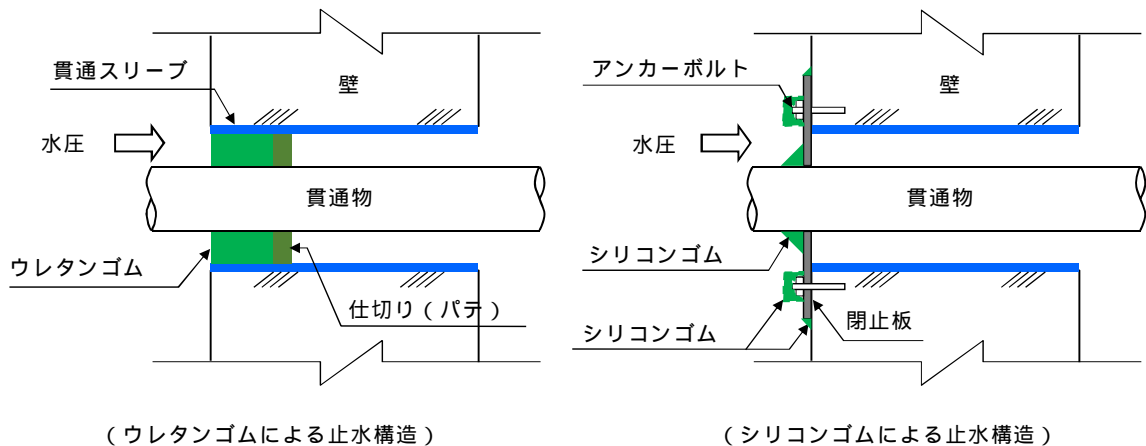 貫通スリーブ
壁
水圧
貫通物
ウレタンゴム
仕切り(パテ)
(ウレタンゴムによる止水構造)
アンカーボルト
壁
水圧
貫通物
シリコンゴム
シリコンゴム
閉止板
(シリコンゴムによる止水構造)